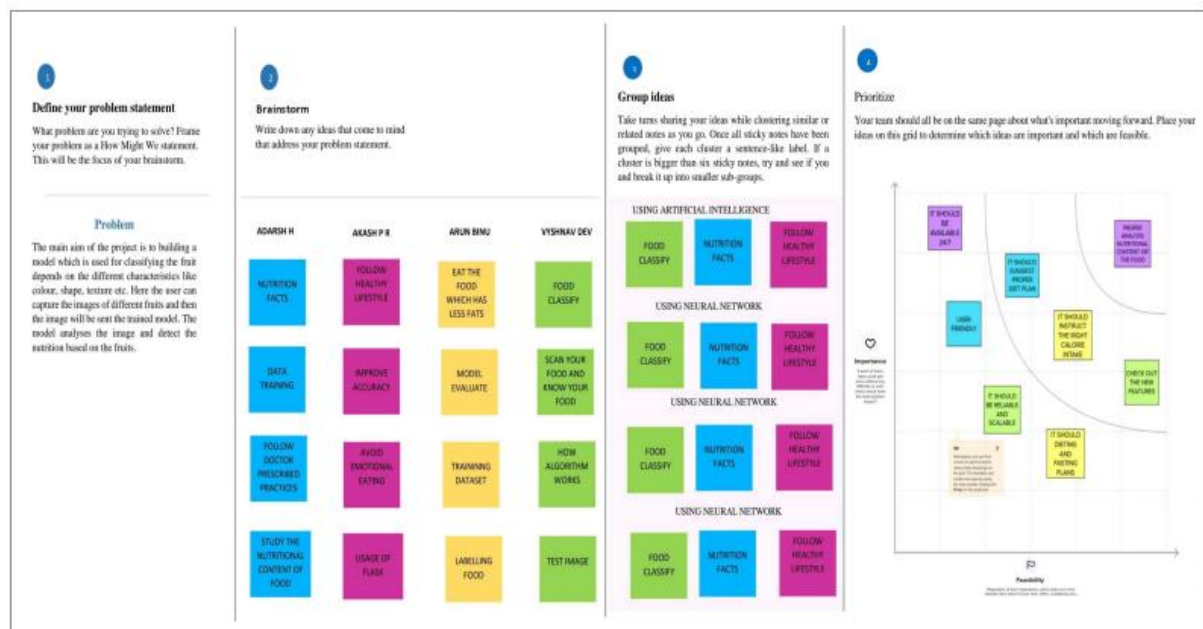 1
Define your problem statement
What problem are you trying to solve? Frame
your problem as a How Might We statement.
This will be the focus of your brainstorm.
Problem
The main aim of the project is to building a
model which is used for classifying the fruit
depends on the different characteristics like
colour, shape, texture etc. Here the user can
capture the images of different fruits and then
the image will be sent the trained model. The
model analyses the image and detect the
nutrition based on the fruits.
2
Brainstorm
Write down any ideas that come to mind
that address your problem statement.
ADARSH H
NUTRITION
FACTS
DATA
TRAINING
FOLLOW
DOCTOR
PRESCRIBED
PRACTICES
STUDY THE
NUTRITIONAL
CONTENT OF
FOOD
AKASH P R
FOLLOW
HEALTHY
LIFESTYLE
IMPROVE
ACCURACY
AVOID
EMOTIONAL
EATING
USAGE OF
FLASK
ARUN BINU
EAT THE
FOOD
WHICH HAS
LESS FATS
MODEL
EVALUATE
TRAININNG
DATASET
LABELLING
FOOD
VYSHNAV DEV
FOOD
CLASSIFY
SCAN YOUR
FOOD AND
KNOW YOUR
FOOD
HOW
ALGORITHM
WORKS
TEST IMAGE
3
Group ideas
Take turns sharing your ideas while clustering similar or
related notes as you go. Once all sticky notes have been
grouped, give each cluster a sentence-like label. If a
cluster is bigger than six sticky notes, try and see if you
and break it up into smaller sub-groups.
USING ARTIFICIAL INTELLIGENCE
FOOD
CLASSIFY
NUTRITION
FACTS
FOLLOW
HEALTHY
LIFESTYLE
USING NEURAL NETWORK
FOOD
CLASSIFY
NUTRITION
FACTS
FOLLOW
HEALTHY
LIFESTYLE
USING NEURAL NETWORK
FOOD
CLASSIFY
NUTRITION
FACTS
FOLLOW
HEALTHY
LIFESTYLE
USING NEURAL NETWORK
FOOD
CLASSIFY
NUTRITION
FACTS
FOLLOW
HEALTHY
LIFESTYLE
4
Prioritize
Your team should all be on the same page about what's important moving forward. Place your
ideas on this grid to determine which ideas are important and which are feasible.
IT SHOULD
BE
AVAILABLE
24/7
ANALYSIS
NUTRITIONAL
CONTENT OF
THE FOOD
IT SHOULD
SUGGEST
PROPER
DIET PLAN
USER
FRIENDLY
IT SHOULD
INSTRUCT
THE RIGHT
CALORIE
INTAKE
CHECK OUT
THE NEW
FEATURES
IT SHOULD
BE RELIABLE
AND
SCALABLE
IT SHOULD
DIETING
AND
FASTING
PLANS
Importance
Feasibility